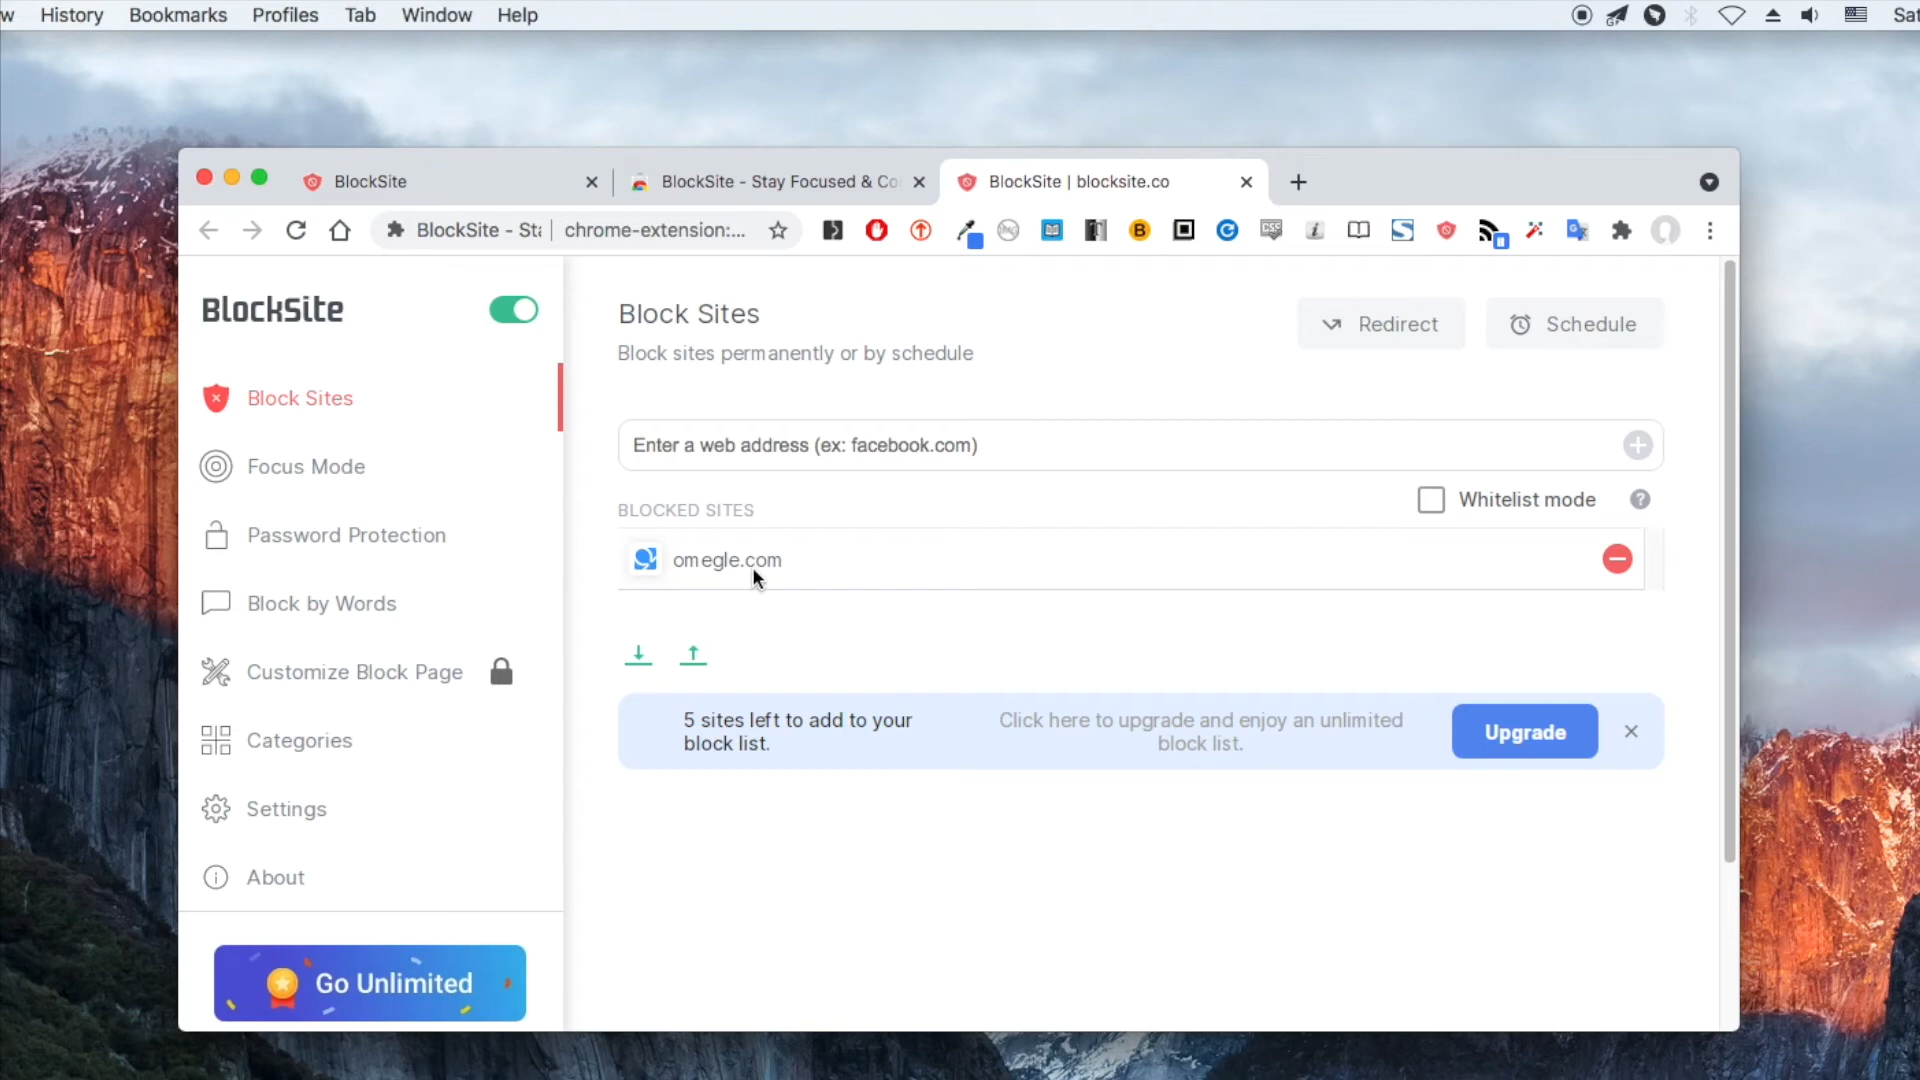 w History Bookmarks Profiles Tab Window Help Sat
BlockSite
BlockSite - Stay Focused & Co
BlockSite | blocksite.co
BlockSite - Sta
chrome-extension:...
BlockSite
Block Sites
Focus Mode
Password Protection
Block by Words
Customize Block Page
Categories
Settings
About
Go Unlimited
Block Sites
Block sites permanently or by schedule
Redirect
Schedule
Enter a web address (ex: facebook.com)
BLOCKED SITES
Whitelist mode
omegle.com
5 sites left to add to your
block list.
Click here to upgrade and enjoy an unlimited
block list.
Upgrade